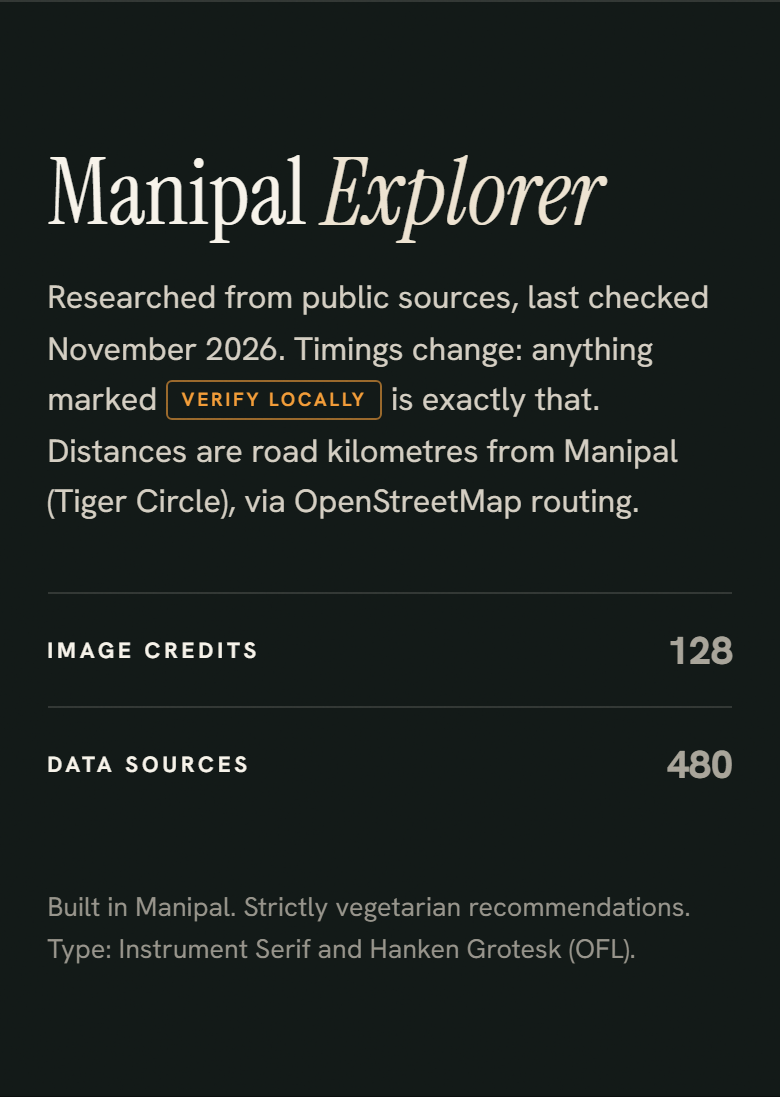 Manipal Explorer
Researched from public sources, last checked
November 2026. Timings change: anything
marked VERIFY LOCALLY is exactly that.
Distances are road kilometres from Manipal
(Tiger Circle), via OpenStreetMap routing.
IMAGE CREDITS 128
DATA SOURCES 480
Built in Manipal. Strictly vegetarian recommendations.
Type: Instrument Serif and Hanken Grotesk (OFL).